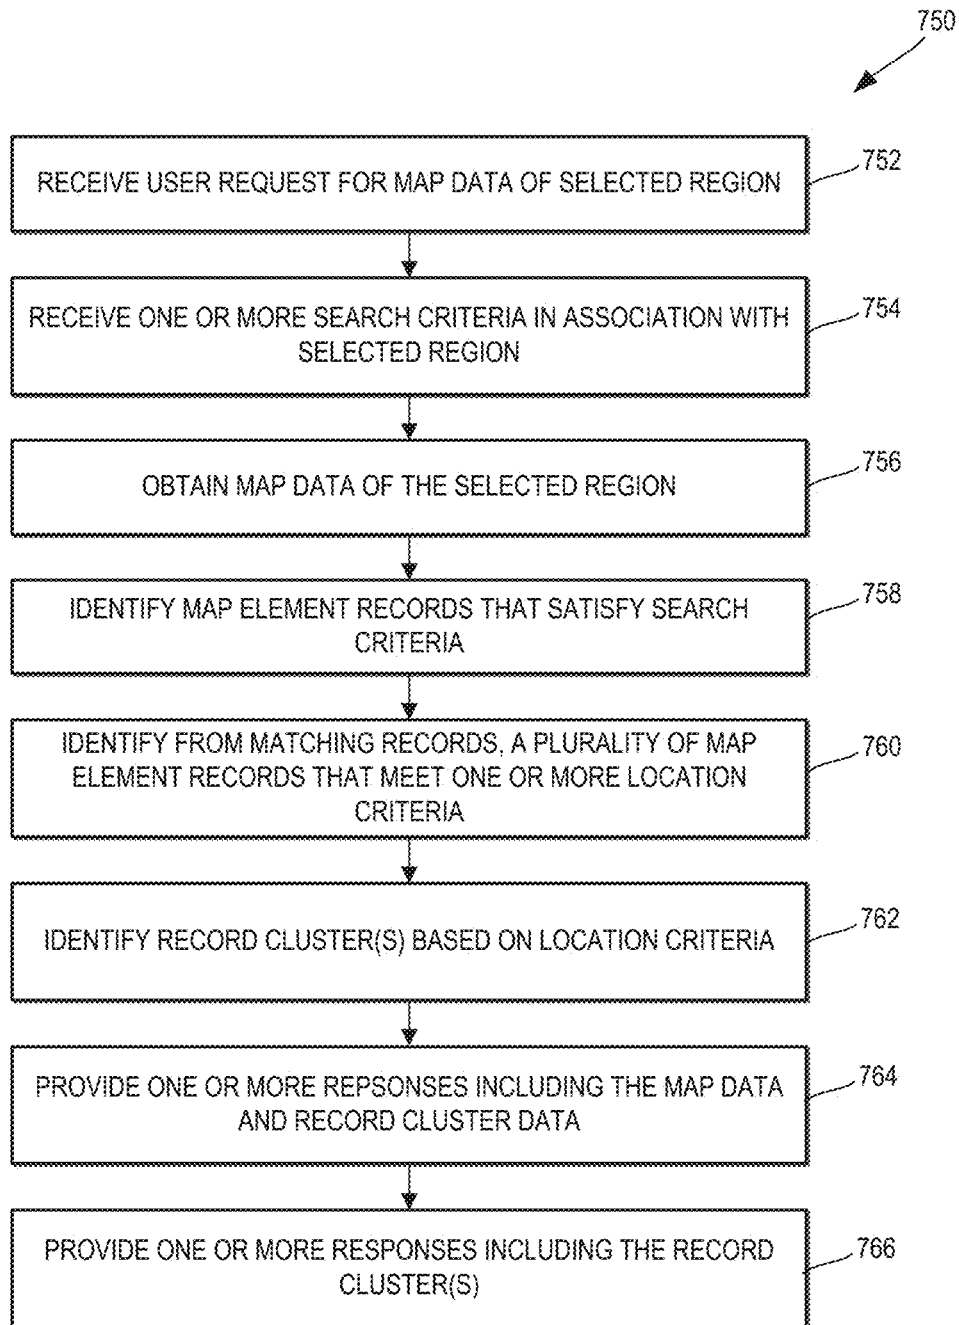 750
RECEIVE USER REQUEST FOR MAP DATA OF SELECTED REGION
752
RECEIVE ONE OR MORE SEARCH CRITERIA IN ASSOCIATION WITH
SELECTED REGION
754
OBTAIN MAP DATA OF THE SELECTED REGION
756
IDENTIFY MAP ELEMENT RECORDS THAT SATISFY SEARCH
CRITERIA
758
IDENTIFY FROM MATCHING RECORDS, A PLURALITY OF MAP
ELEMENT RECORDS THAT MEET ONE OR MORE LOCATION
CRITERIA
760
IDENTIFY RECORD CLUSTER(S) BASED ON LOCATION CRITERIA
762
PROVIDE ONE OR MORE REPSONSES INCLUDING THE MAP DATA
AND RECORD CLUSTER DATA
764
PROVIDE ONE OR MORE RESPONSES INCLUDING THE RECORD
CLUSTER(S)
766